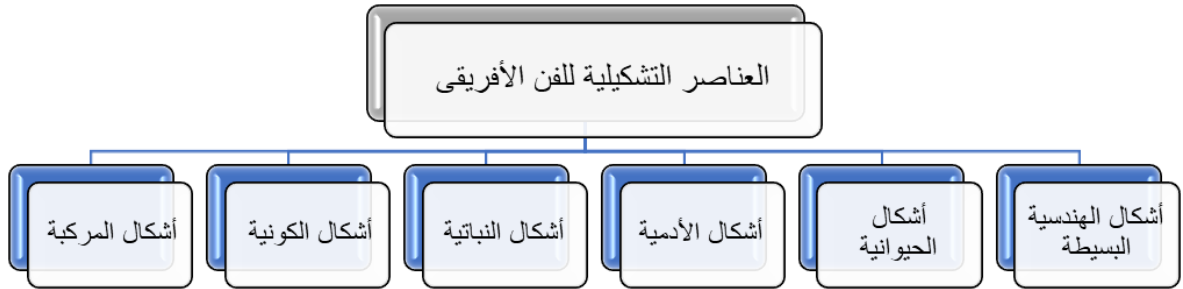 العناصر التشكيلية للفن الأفريقى
أشكال الهندسية
البسيطة
أشكال
الحيوانية
أشكال الأدمية
أشكال النباتية
أشكال الكونية
أشكال المركبة